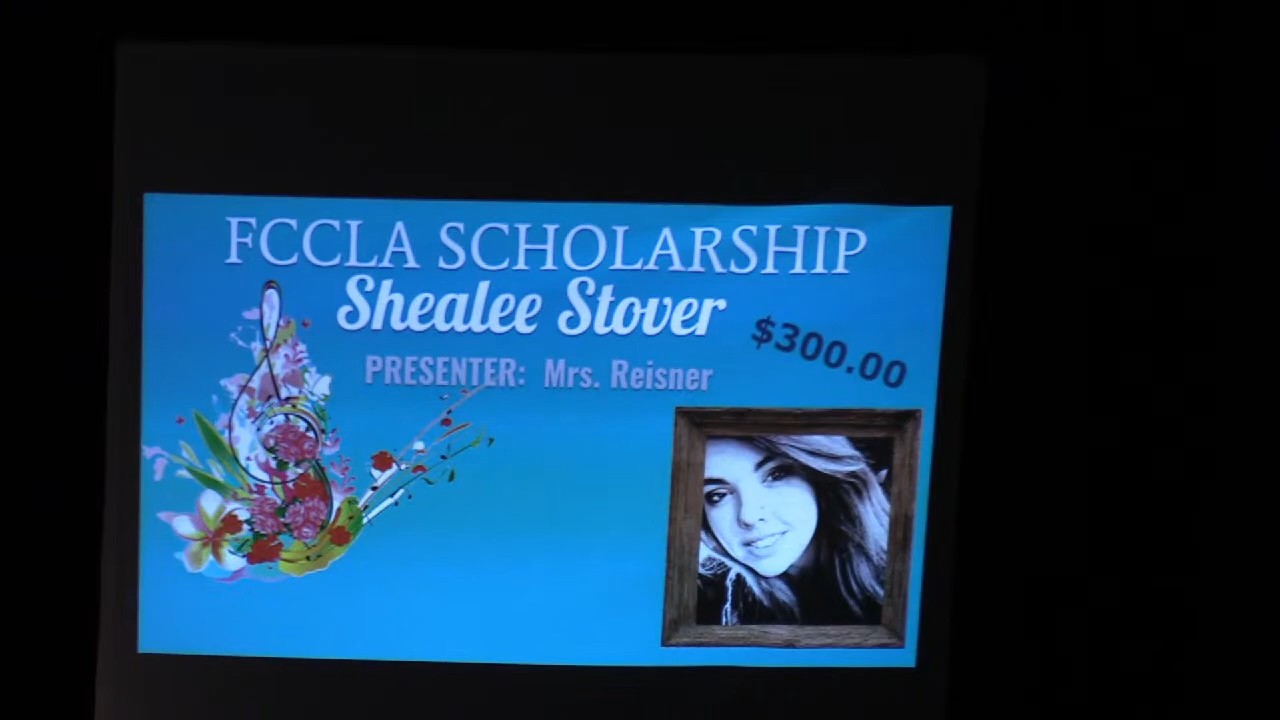 FCCLA SCHOLARSHIP
Shealee Stover
$300.00
PRESENTER: Mrs. Reisner